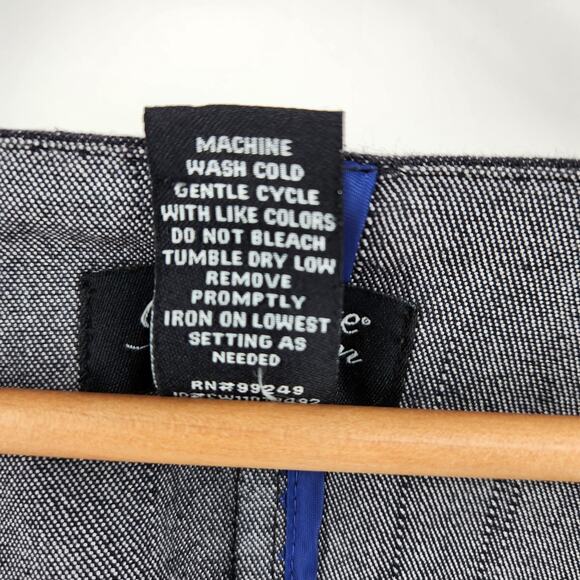 MACHINE
WASH COLD
GENTLE CYCLE
WITH LIKE COLORS
DO NOT BLEACH
TUMBLE DRY LOW
REMOVE
PROMPTLY
IRON ON LOWEST
SETTING AS
NEEDED
RN#99249